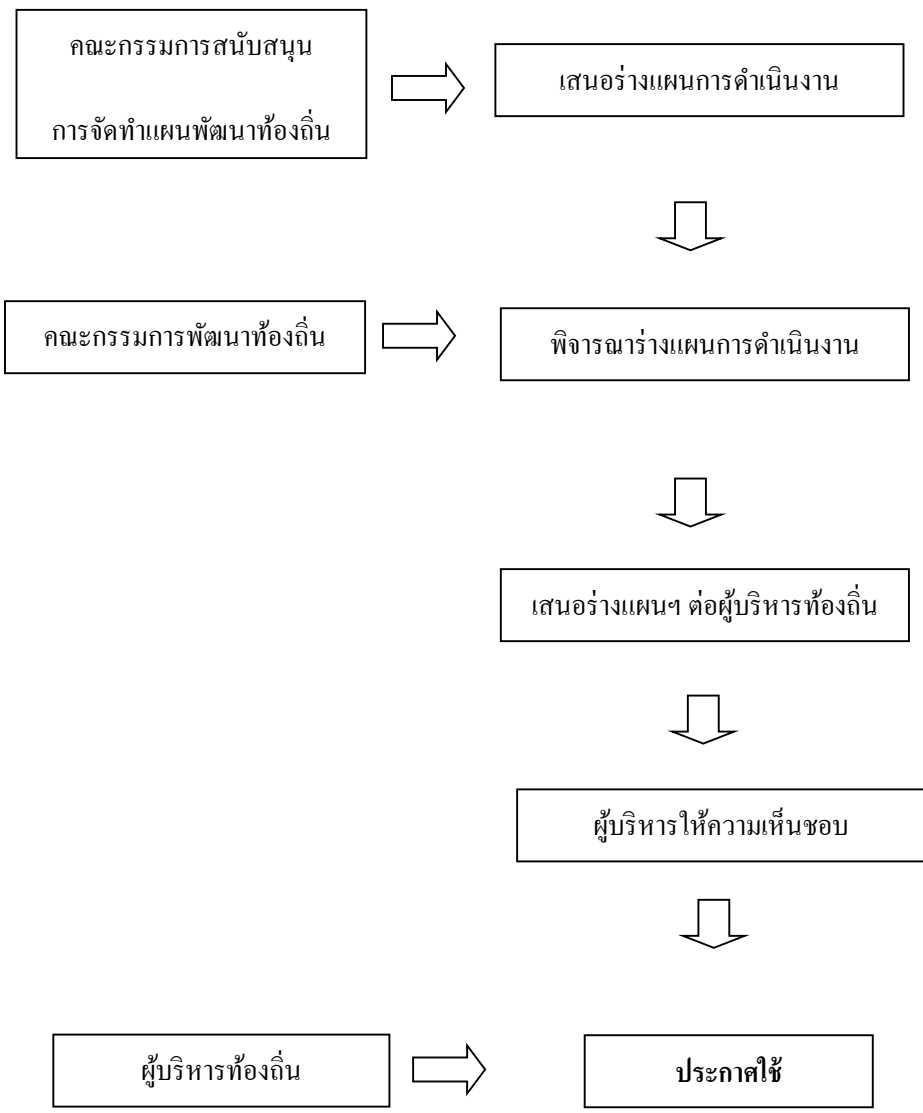 คณะกรรมการสนับสนุน
การจัดทำแผนพัฒนาท้องถิ่น
เสนอร่างแผนการดำเนินงาน
คณะกรรมการพัฒนาท้องถิ่น
พิจารณาร่างแผนการดำเนินงาน
เสนอร่างแผนฯ ต่อผู้บริหารท้องถิ่น
ผู้บริหารให้ความเห็นชอบ
ผู้บริหารท้องถิ่น
ประกาศใช้